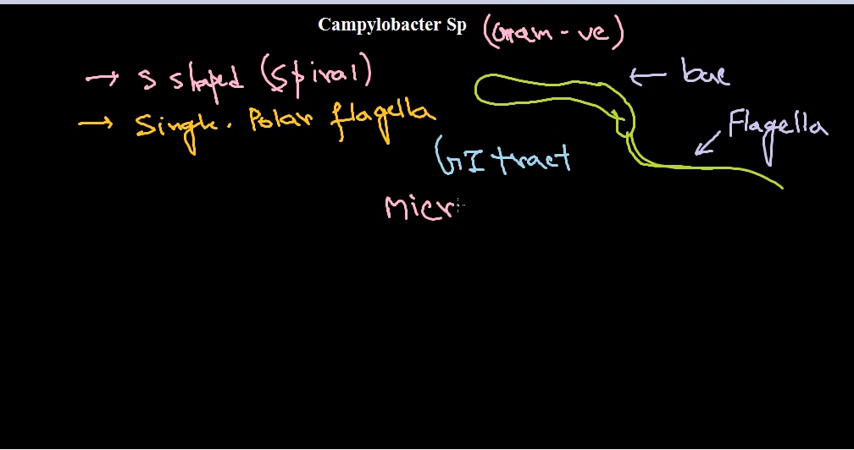 Campylobacter Sp (Gram -ve)
→ S shaped (Spiral)
← bac
→ Single. Polar flagella
Flagella
GI tract
Micr